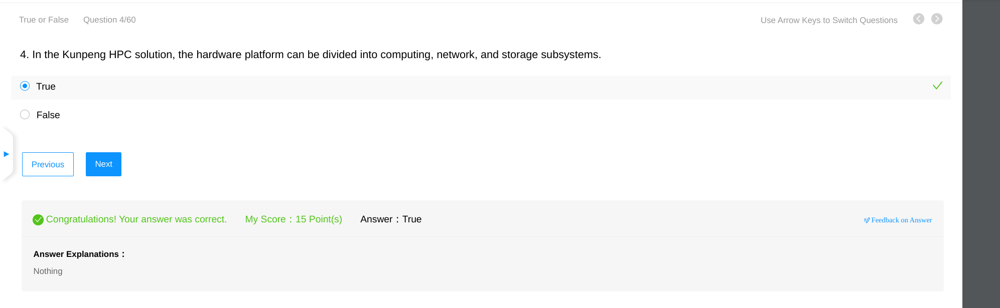 True or False Question 4/60 Use Arrow Keys to Switch Questions
4. In the Kunpeng HPC solution, the hardware platform can be divided into computing, network, and storage subsystems.
True
False
Previous Next
Congratulations! Your answer was correct. My Score：15 Point(s) Answer：True Feedback on Answer
Answer Explanations：
Nothing